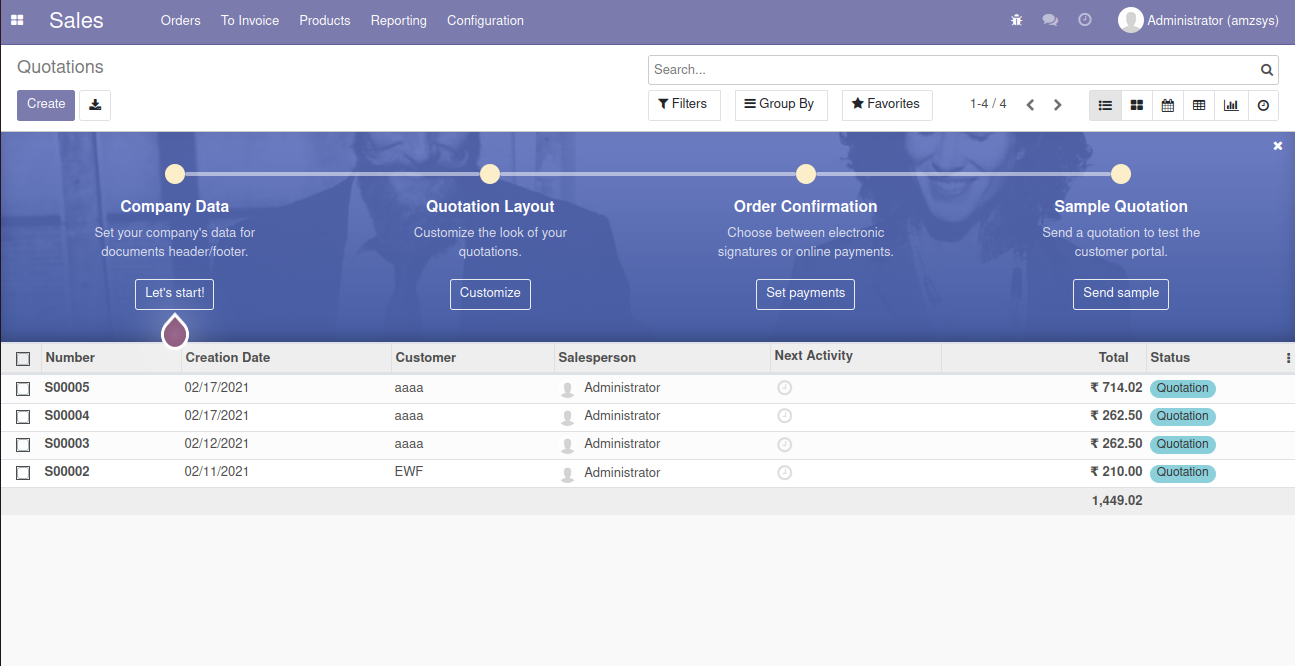 Sales Orders To Invoice Products Reporting Configuration Administrator (amzsys)
Quotations
Search...
Create Filters Group By Favorites 1-4 / 4
Company Data Quotation Layout Order Confirmation Sample Quotation
Set your company's data for Customize the look of your Choose between electronic Send a quotation to test the
documents header/footer. quotations. signatures or online payments. customer portal.
Let's start! Customize Set payments Send sample
Number Creation Date Customer Salesperson Next Activity Total Status
S00005 02/17/2021 aaaa Administrator ₹ 714.02 Quotation
S00004 02/17/2021 aaaa Administrator ₹ 262.50 Quotation
S00003 02/12/2021 aaaa Administrator ₹ 262.50 Quotation
S00002 02/11/2021 EWF Administrator ₹ 210.00 Quotation
1,449.02